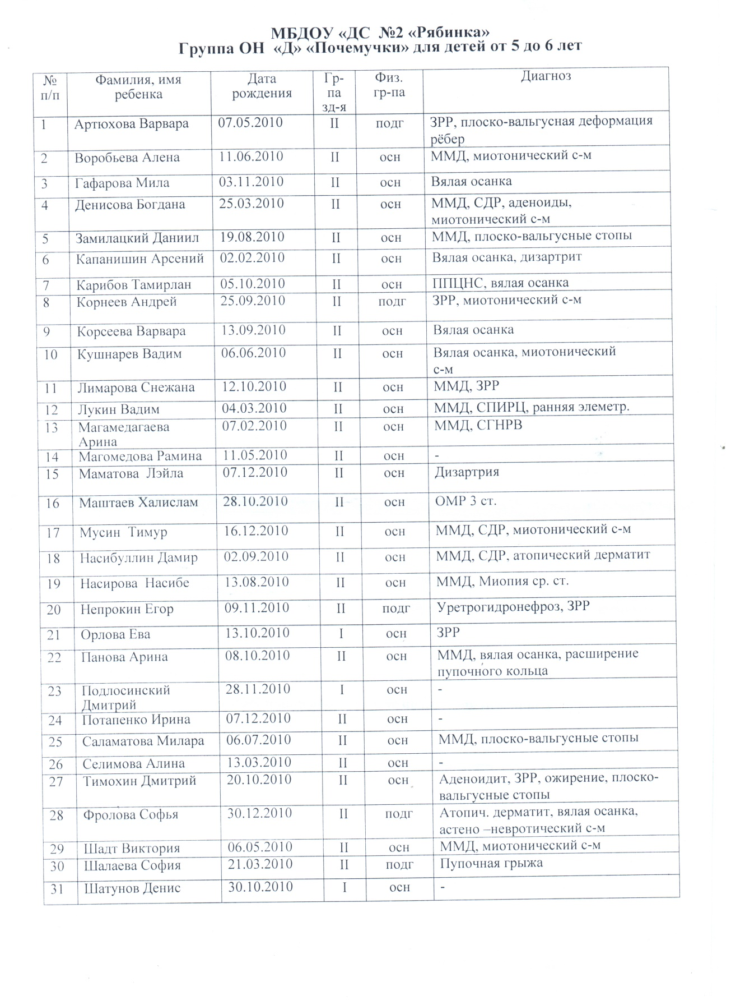 МБДОУ «ДС №2 «Рябинка»
Группа ОН «Д» «Почемучки» для детей от 5 до 6 лет
№ п/п Фамилия, имя ребенка Дата рождения Гр-па зд-я Физ. гр-па Диагноз
1 Артюхова Варвара 07.05.2010 II подг ЗРР, плоско-вальгусная деформация
рёбер
2 Воробьева Алена 11.06.2010 II осн ММД, миотонический с-м
3 Гафарова Мила 03.11.2010 II осн Вялая осанка
4 Денисова Богдана 25.03.2010 II осн ММД, СДР, аденоиды,
миотонический с-м
5 Замилацкий Даниил 19.08.2010 II осн ММД, плоско-вальгусные стопы
6 Капанишин Арсений 02.02.2010 II осн Вялая осанка, дизартрит
7 Карибов Тамирлан 05.10.2010 II осн ППЦНС, вялая осанка
8 Корнеев Андрей 25.09.2010 II подг ЗРР, миотонический с-м
9 Корсеева Варвара 13.09.2010 II осн Вялая осанка
10 Кушнарев Вадим 06.06.2010 II осн Вялая осанка, миотонический
с-м
11 Лимарова Снежана 12.10.2010 II осн ММД, ЗРР
12 Лукин Вадим 04.03.2010 II осн ММД, СПИРЦ, ранняя элеметр.
13 Магамедагаева 07.02.2010 II осн ММД, СГНРВ
Арина
14 Магомедова Рамина 11.05.2010 II осн -
15 Маматова Лэйла 07.12.2010 II осн Дизартрия
16 Маштаев Халислам 28.10.2010 II осн ОМР 3 ст.
17 Мусин Тимур 16.12.2010 II осн ММД, СДР, миотонический с-м
18 Насибуллин Дамир 02.09.2010 II осн ММД, СДР, атопический дерматит
19 Насирова Насибе 13.08.2010 II осн ММД, Миопия ср. ст.
20 Непрокин Егор 09.11.2010 II подг Уретрогидронефроз, ЗРР
21 Орлова Ева 13.10.2010 I осн ЗРР
22 Панова Арина 08.10.2010 II осн ММД, вялая осанка, расширение
пупочного кольца
23 Подлосинский 28.11.2010 I осн -
Дмитрий
24 Потапенко Ирина 07.12.2010 II осн -
25 Саламатова Милара 06.07.2010 II осн ММД, плоско-вальгусные стопы
26 Селимова Алина 13.03.2010 II осн -
27 Тимохин Дмитрий 20.10.2010 II осн Аденоидит, ЗРР, ожирение, плоско-
вальгусные стопы
28 Фролова Софья 30.12.2010 II подг Атопич. дерматит, вялая осанка,
астено –невротический с-м
29 Шадт Виктория 06.05.2010 II осн ММД, миотонический с-м
30 Шалаева София 21.03.2010 II подг Пупочная грыжа
31 Шатунов Денис 30.10.2010 I осн -